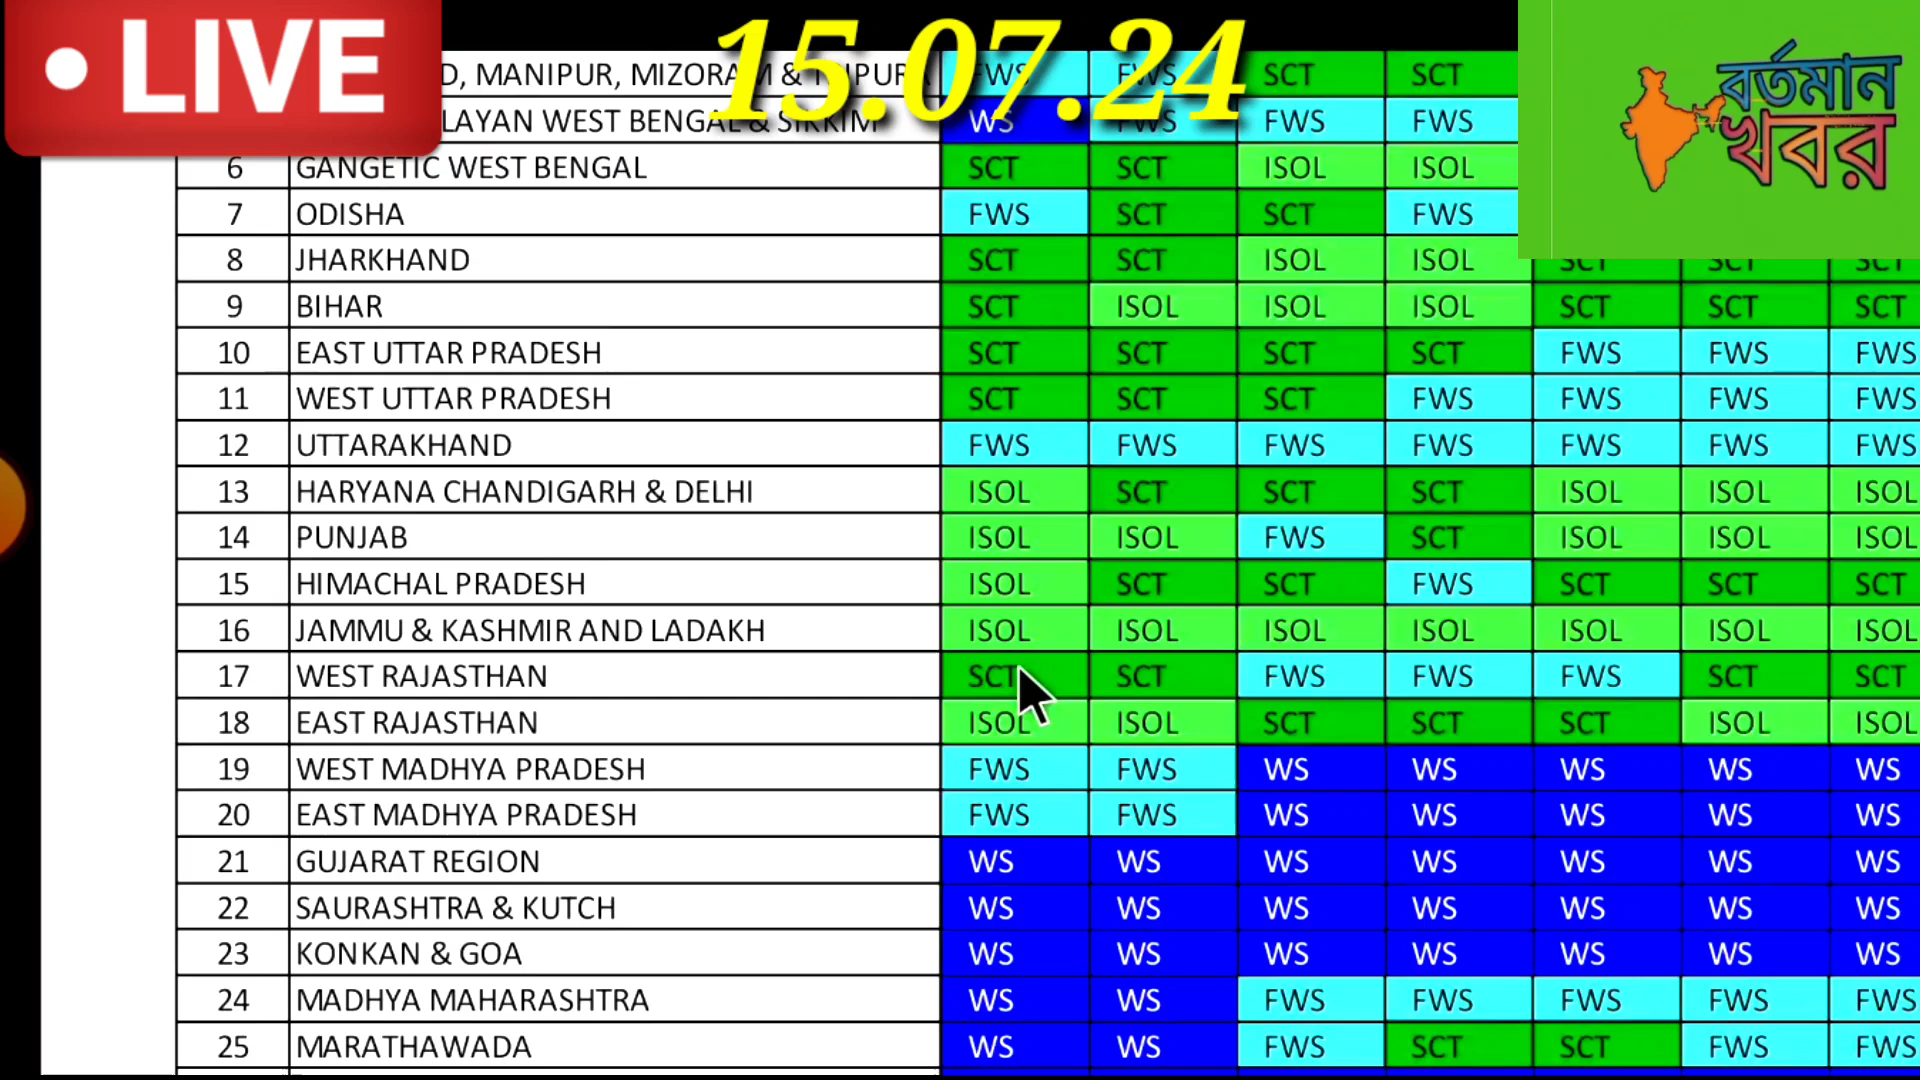 • LIVE
15.07.24
বর্তমান
খবর
D, MANIPUR, MIZORAM & TRIPURA FWS FWS SCT SCT
LAYAN WEST BENGAL & SIKKIM WS FWS FWS FWS
6 GANGETIC WEST BENGAL SCT SCT ISOL ISOL
7 ODISHA FWS SCT SCT FWS
8 JHARKHAND SCT SCT ISOL ISOL SCT SCT SCT
9 BIHAR SCT ISOL ISOL ISOL SCT SCT SCT
10 EAST UTTAR PRADESH SCT SCT SCT SCT FWS FWS FWS
11 WEST UTTAR PRADESH SCT SCT SCT FWS FWS FWS FWS
12 UTTARAKHAND FWS FWS FWS FWS FWS FWS FWS
13 HARYANA CHANDIGARH & DELHI ISOL SCT SCT SCT ISOL ISOL ISOL
14 PUNJAB ISOL ISOL FWS SCT ISOL ISOL ISOL
15 HIMACHAL PRADESH ISOL SCT SCT FWS SCT SCT SCT
16 JAMMU & KASHMIR AND LADAKH ISOL ISOL ISOL ISOL ISOL ISOL ISOL
17 WEST RAJASTHAN SCT SCT FWS FWS FWS SCT SCT
18 EAST RAJASTHAN ISOL ISOL SCT SCT SCT ISOL ISOL
19 WEST MADHYA PRADESH FWS FWS WS WS WS WS WS
20 EAST MADHYA PRADESH FWS FWS WS WS WS WS WS
21 GUJARAT REGION WS WS WS WS WS WS WS
22 SAURASHTRA & KUTCH WS WS WS WS WS WS WS
23 KONKAN & GOA WS WS WS WS WS WS WS
24 MADHYA MAHARASHTRA WS WS FWS FWS FWS FWS FWS
25 MARATHAWADA WS WS FWS SCT SCT FWS FWS